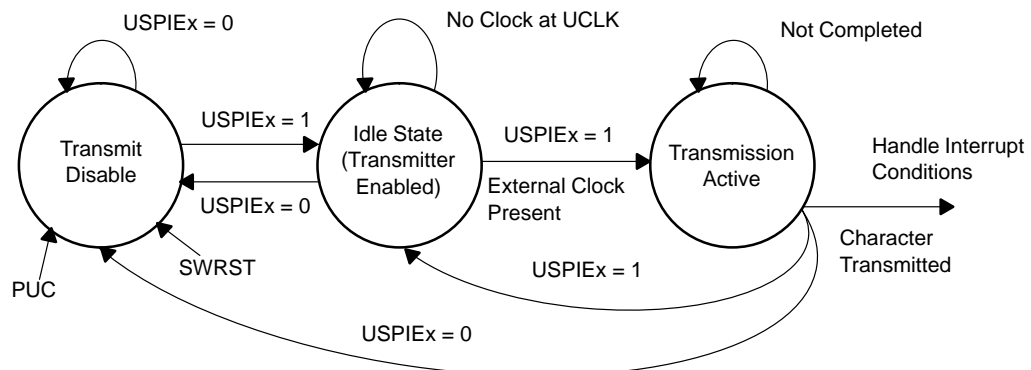 USPIEx = 0
No Clock at UCLK
Not Completed
USPIEx = 1
Transmit
Disable
Idle State
(Transmitter
Enabled)
USPIEx = 1
External Clock
Present
Transmission
Active
Handle Interrupt
Conditions
USPIEx = 0
SWRST
PUC
USPIEx = 1
Character
Transmitted
USPIEx = 0